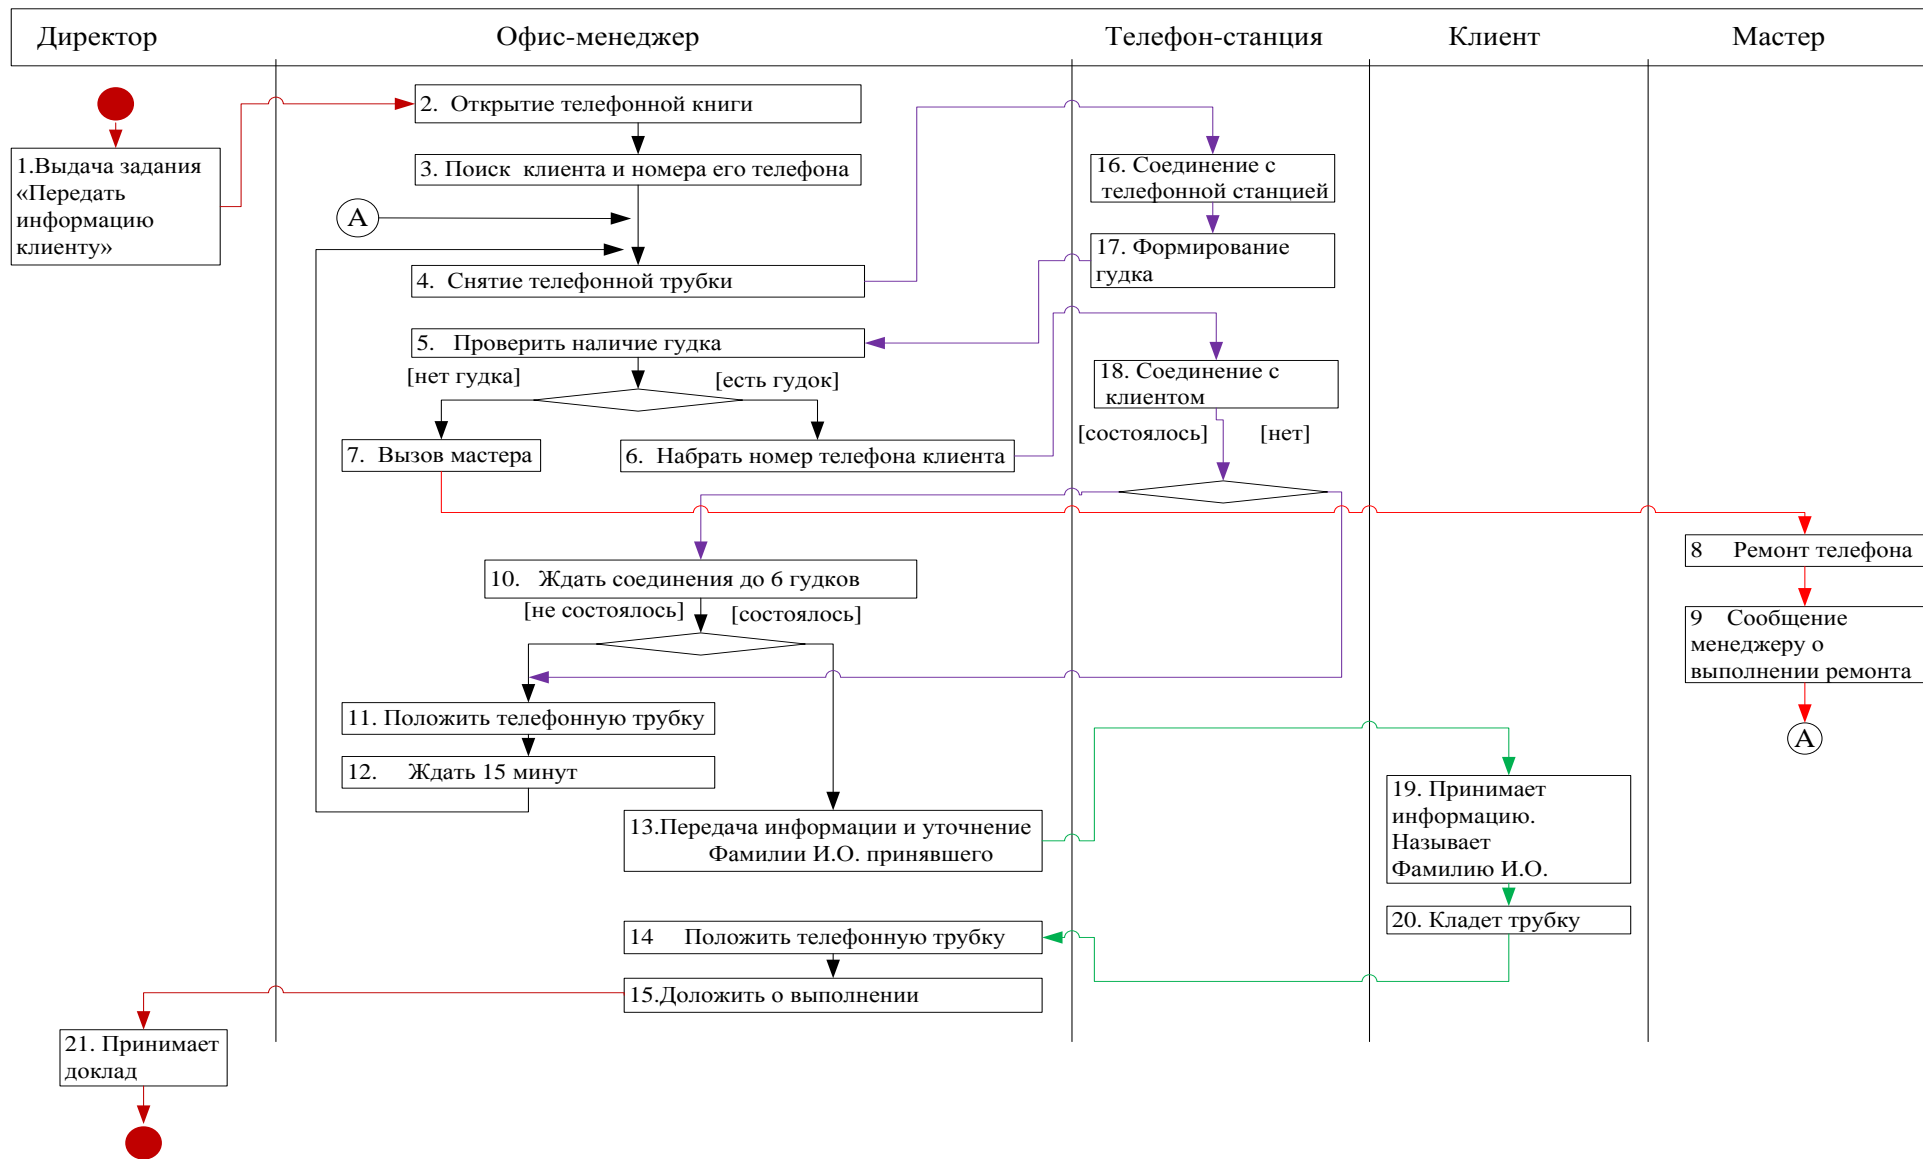 Директор
Офис-менеджер
Телефон-станция
Клиент
Мастер
1.Выдача задания
«Передать
информацию
клиенту»
2. Открытие телефонной книги
3. Поиск клиента и номера его телефона
А
4. Снятие телефонной трубки
16. Соединение с
телефонной станцией
17. Формирование
гудка
5. Проверить наличие гудка
[нет гудка]
[есть гудок]
7. Вызов мастера
6. Набрать номер телефона клиента
18. Соединение с
клиентом
[состоялось]
[нет]
8 Ремонт телефона
9 Сообщение
менеджеру о
выполнении ремонта
А
10. Ждать соединения до 6 гудков
[не состоялось]
[состоялось]
11. Положить телефонную трубку
12. Ждать 15 минут
13.Передача информации и уточнение
Фамилии И.О. принявшего
19. Принимает
информацию.
Называет
Фамилию И.О.
20. Кладет трубку
14 Положить телефонную трубку
15.Доложить о выполнении
21. Принимает
доклад